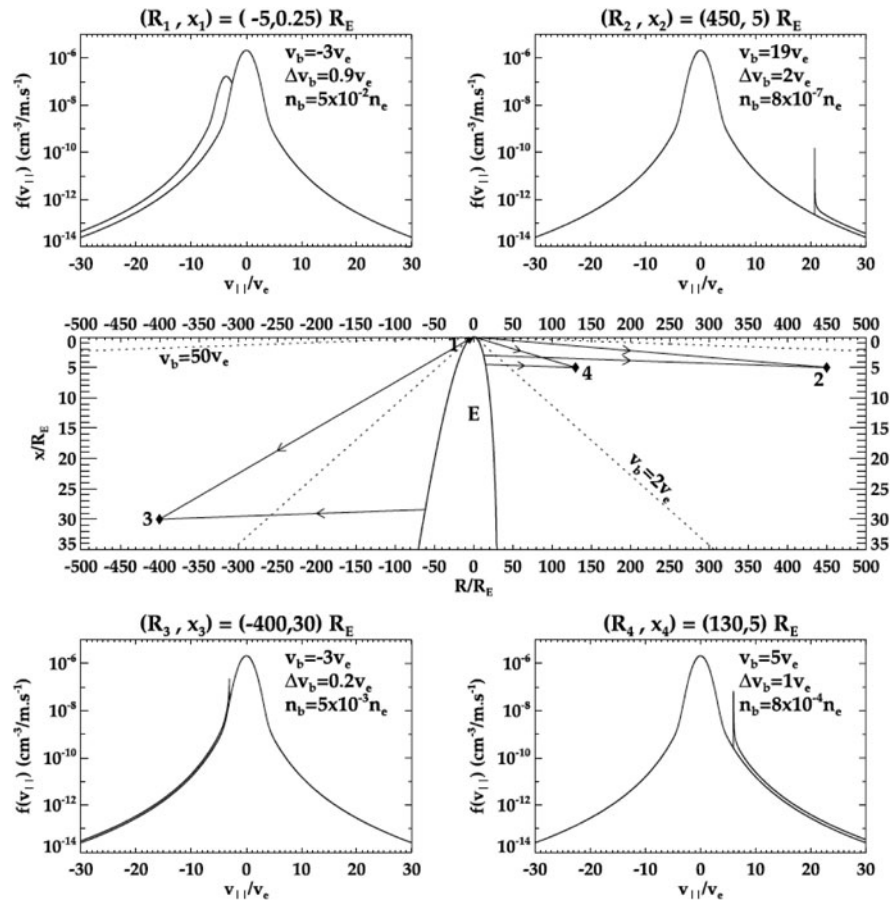 (R₁ , x₁) = ( -5,0.25) R_E
(R₂ , x₂) = (450, 5) R_E
f(v_||) (cm⁻³/m.s⁻¹)
10⁻⁶
10⁻⁸
10⁻¹⁰
10⁻¹²
10⁻¹⁴
v_b=-3v_e
Δv_b=0.9v_e
n_b=5x10⁻²n_e
-30 -20 -10 0 10 20 30
v_||/v_e
f(v_||) (cm⁻³/m.s⁻¹)
10⁻⁶
10⁻⁸
10⁻¹⁰
10⁻¹²
10⁻¹⁴
v_b=19v_e
Δv_b=2v_e
n_b=8x10⁻⁷n_e
-30 -20 -10 0 10 20 30
v_||/v_e
-500 -450 -400 -350 -300 -250 -200 -150 -100 -50 0 50 100 150 200 250 300 350 400 450 500
x/R_E
0
5
10
15
20
25
30
35
v_b=50v_e
1
4
2
E
v_b=2v_e
3
0
5
10
15
20
25
30
35
-500 -450 -400 -350 -300 -250 -200 -150 -100 -50 0 50 100 150 200 250 300 350 400 450 500
R/R_E
(R₃ , x₃) = (-400,30) R_E
(R₄ , x₄) = (130,5) R_E
f(v_||) (cm⁻³/m.s⁻¹)
10⁻⁶
10⁻⁸
10⁻¹⁰
10⁻¹²
10⁻¹⁴
v_b=-3v_e
Δv_b=0.2v_e
n_b=5x10⁻³n_e
-30 -20 -10 0 10 20 30
v_||/v_e
f(v_||) (cm⁻³/m.s⁻¹)
10⁻⁶
10⁻⁸
10⁻¹⁰
10⁻¹²
10⁻¹⁴
v_b=5v_e
Δv_b=1v_e
n_b=8x10⁻⁴n_e
-30 -20 -10 0 10 20 30
v_||/v_e